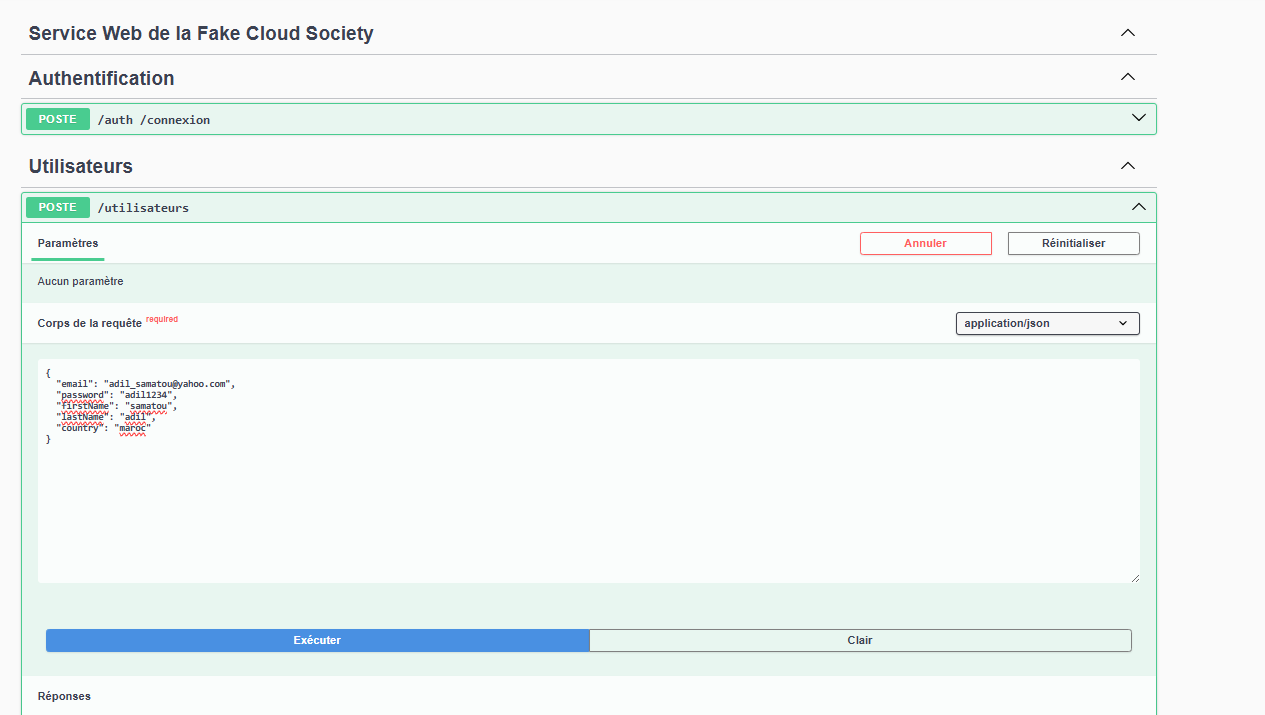 Service Web de la Fake Cloud Society
Authentification
POSTE /auth /connexion
Utilisateurs
POSTE /utilisateurs
Paramètres Annuler Réinitialiser
Aucun paramètre
Corps de la requête required application/json
{
"email": "adil_samatou@yahoo.com",
"password": "adil1234",
"firstName": "samatou",
"lastName": "adil",
"country": "maroc"
}
Exécuter Clair
Réponses